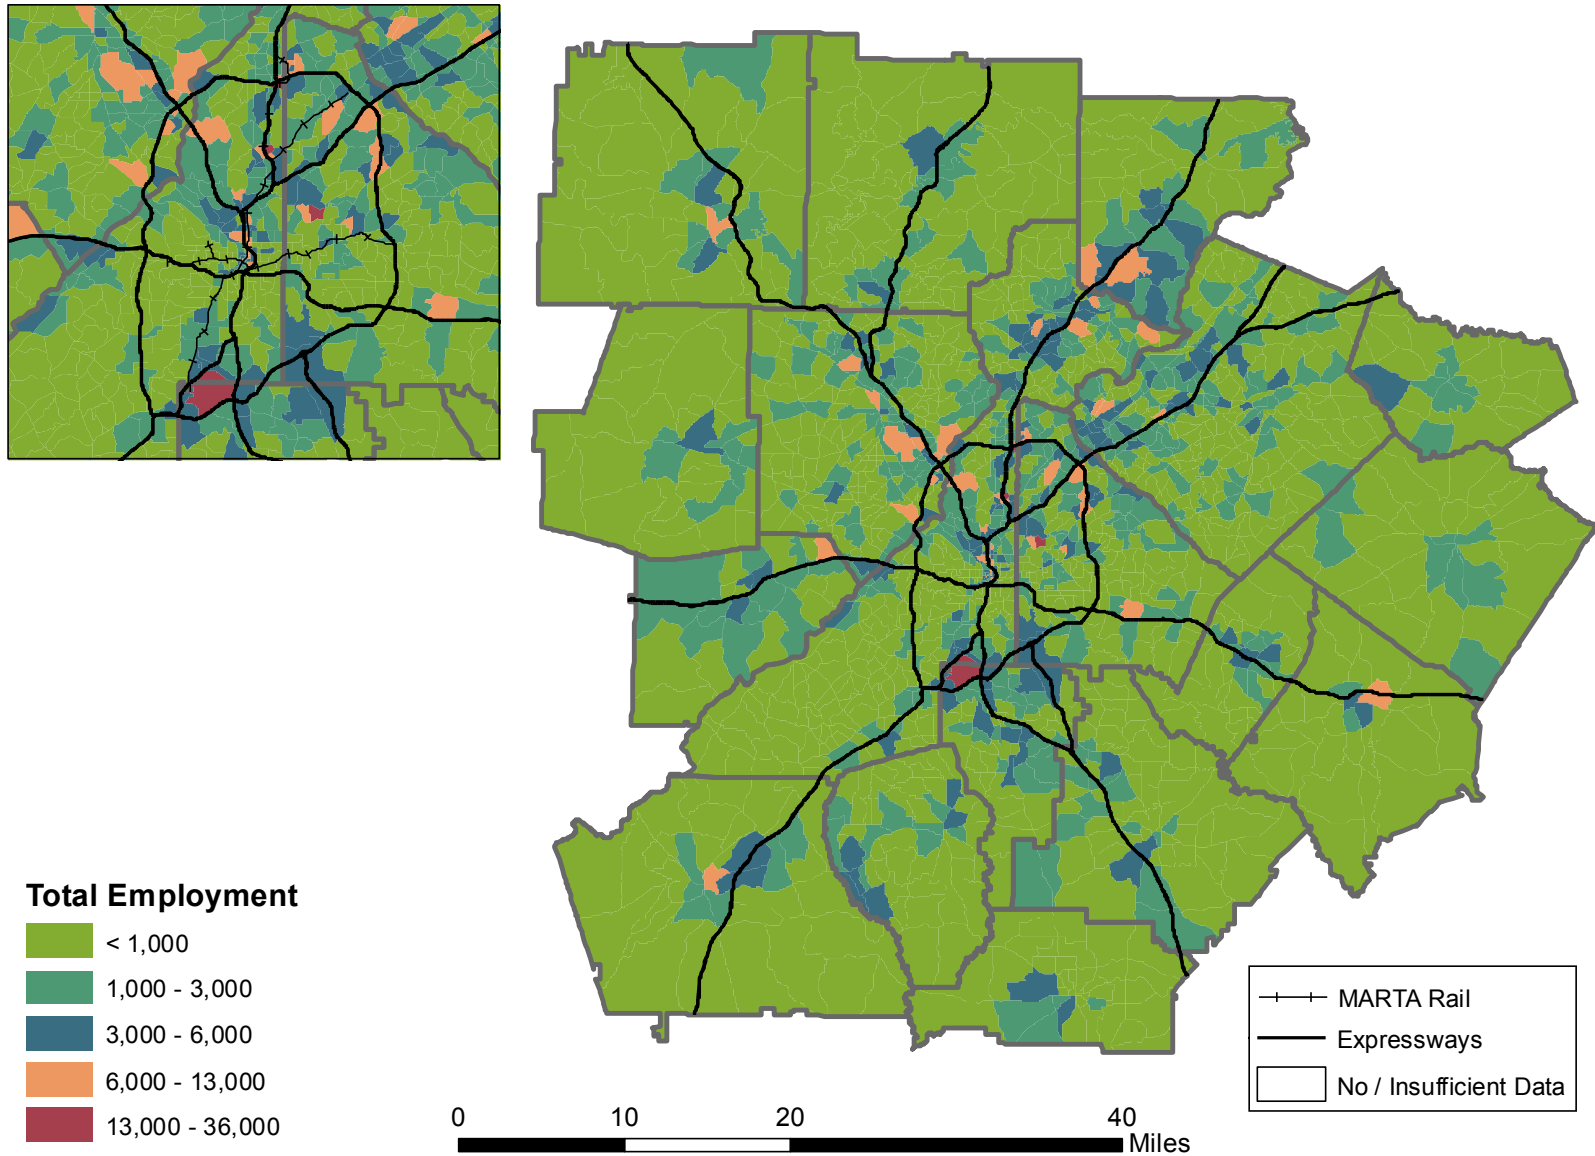 Total Employment
< 1,000
1,000 - 3,000
3,000 - 6,000
6,000 - 13,000
13,000 - 36,000
0 10 20 40
Miles
MARTA Rail
Expressways
No / Insufficient Data